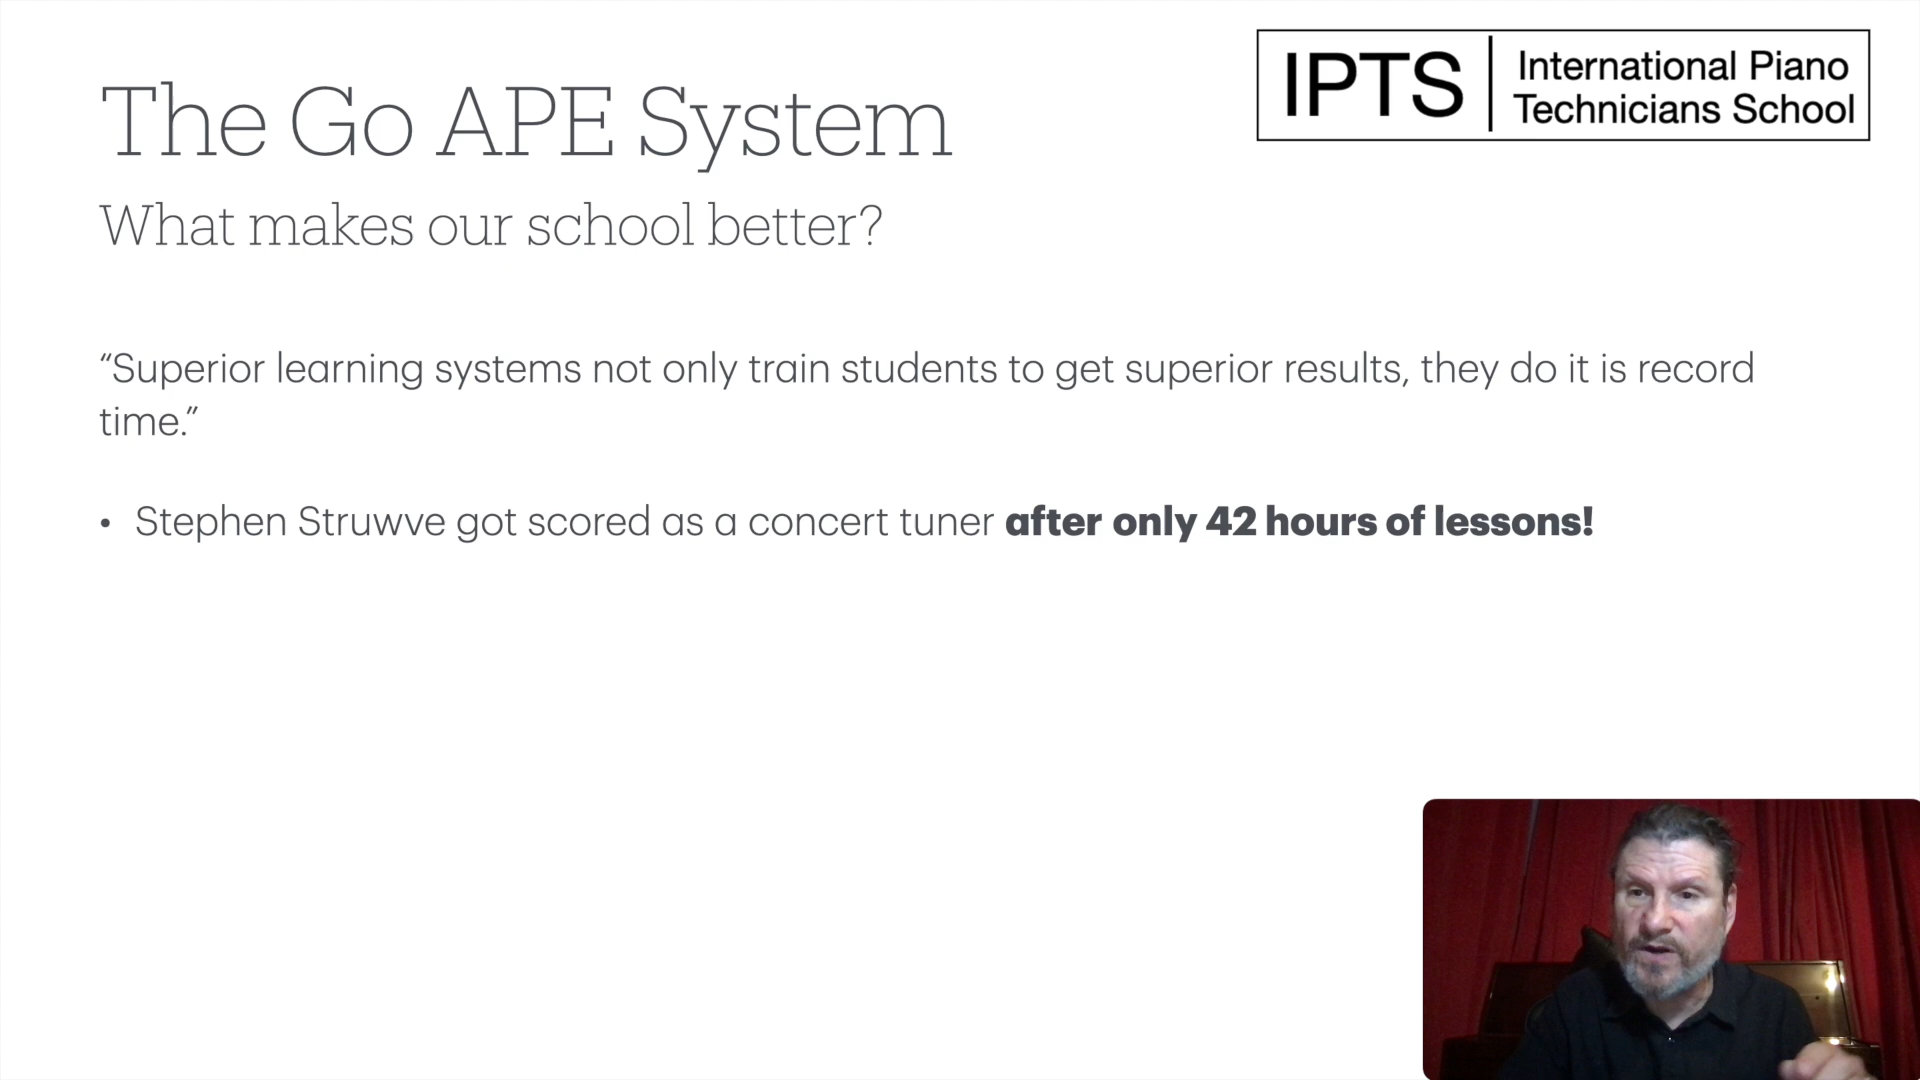 The Go APE System
IPTS
International Piano
Technicians School
What makes our school better?
“Superior learning systems not only train students to get superior results, they do it is record
time.”
• Stephen Struwve got scored as a concert tuner after only 42 hours of lessons!